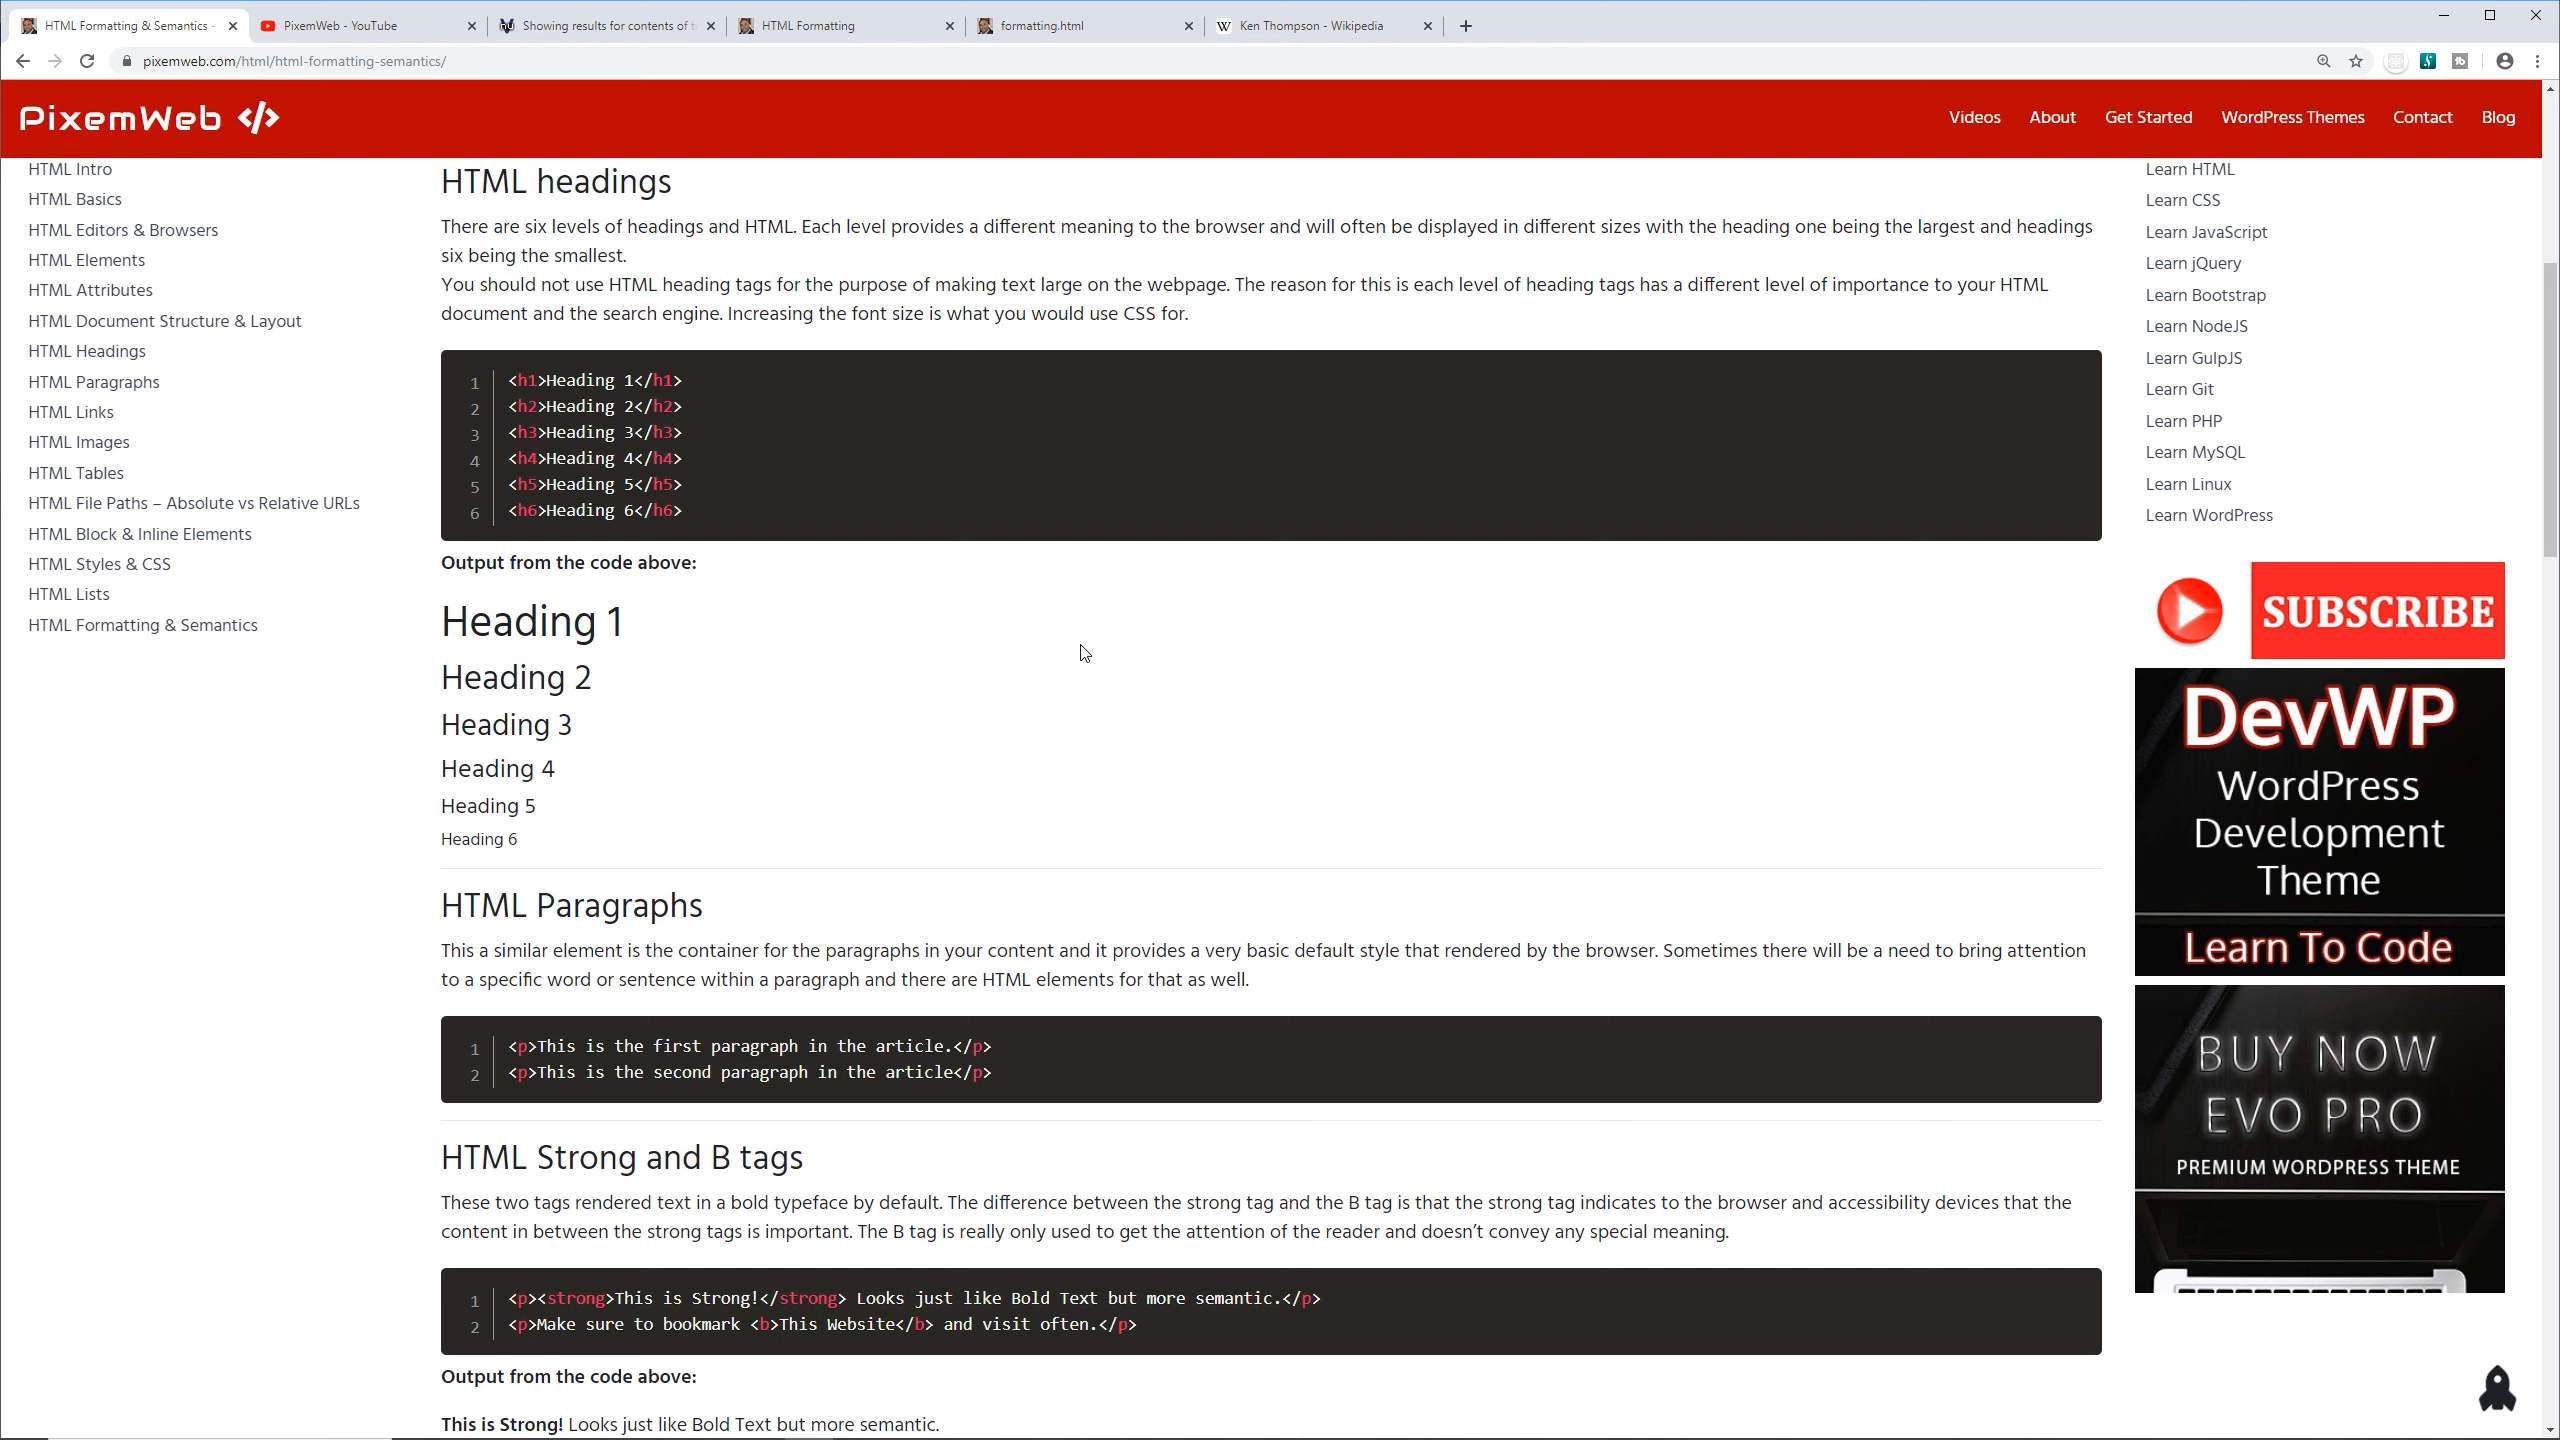 HTML Formatting & Semantics -
PixemWeb - YouTube
Showing results for contents of t
HTML Formatting
formatting.html
Ken Thompson - Wikipedia
pixemweb.com/html/html-formatting-semantics/
PixemWeb </>
Videos
About
Get Started
WordPress Themes
Contact
Blog
HTML Intro
HTML Basics
HTML Editors & Browsers
HTML Elements
HTML Attributes
HTML Document Structure & Layout
HTML Headings
HTML Paragraphs
HTML Links
HTML Images
HTML Tables
HTML File Paths – Absolute vs Relative URLs
HTML Block & Inline Elements
HTML Styles & CSS
HTML Lists
HTML Formatting & Semantics
HTML headings
There are six levels of headings and HTML. Each level provides a different meaning to the browser and will often be displayed in different sizes with the heading one being the largest and headings
six being the smallest.
You should not use HTML heading tags for the purpose of making text large on the webpage. The reason for this is each level of heading tags has a different level of importance to your HTML
document and the search engine. Increasing the font size is what you would use CSS for.
1 <h1>Heading 1</h1>
2 <h2>Heading 2</h2>
3 <h3>Heading 3</h3>
4 <h4>Heading 4</h4>
5 <h5>Heading 5</h5>
6 <h6>Heading 6</h6>
Output from the code above:
Heading 1
Heading 2
Heading 3
Heading 4
Heading 5
Heading 6
HTML Paragraphs
This a similar element is the container for the paragraphs in your content and it provides a very basic default style that rendered by the browser. Sometimes there will be a need to bring attention
to a specific word or sentence within a paragraph and there are HTML elements for that as well.
1 <p>This is the first paragraph in the article.</p>
2 <p>This is the second paragraph in the article</p>
HTML Strong and B tags
These two tags rendered text in a bold typeface by default. The difference between the strong tag and the B tag is that the strong tag indicates to the browser and accessibility devices that the
content in between the strong tags is important. The B tag is really only used to get the attention of the reader and doesn’t convey any special meaning.
1 <p><strong>This is Strong!</strong> Looks just like Bold Text but more semantic.</p>
2 <p>Make sure to bookmark <b>This Website</b> and visit often.</p>
Output from the code above:
This is Strong! Looks just like Bold Text but more semantic.
Learn HTML
Learn CSS
Learn JavaScript
Learn jQuery
Learn Bootstrap
Learn NodeJS
Learn GulpJS
Learn Git
Learn PHP
Learn MySQL
Learn Linux
Learn WordPress
SUBSCRIBE
DevWP
WordPress
Development
Theme
Learn To Code
BUY NOW
EVO PRO
PREMIUM WORDPRESS THEME